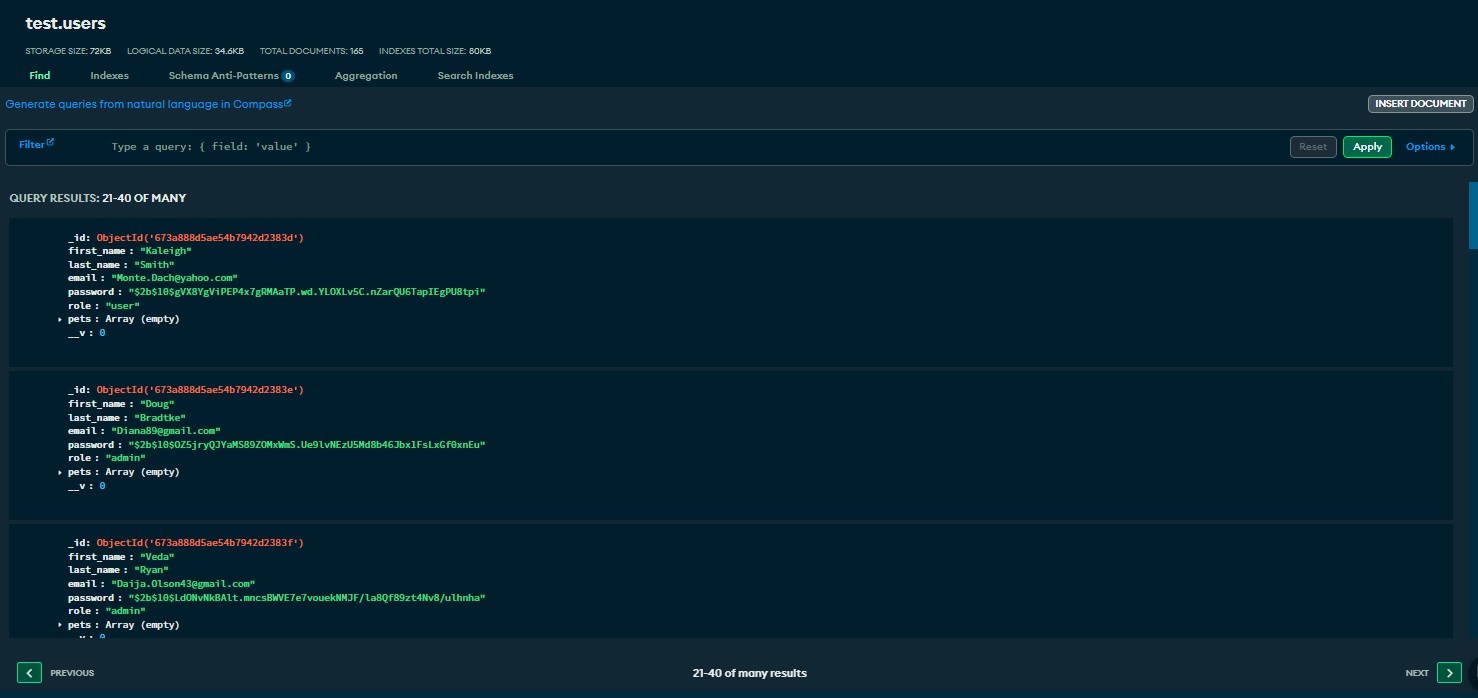 test.users
STORAGE SIZE: 72KB LOGICAL DATA SIZE: 34.6KB TOTAL DOCUMENTS: 165 INDEXES TOTAL SIZE: 80KB
Find Indexes Schema Anti-Patterns 0 Aggregation Search Indexes
Generate queries from natural language in Compass
INSERT DOCUMENT
Filter Type a query: { field: 'value' } Reset Apply Options
QUERY RESULTS: 21-40 OF MANY
_id: ObjectId('673a888d5ae54b7942d2383d')
first_name : "Kaleigh"
last_name : "Smith"
email : "Monte.Dach@yahoo.com"
password : "$2b$10$gVX8YgViPEP4x7gRMAaTP.wd.YLOXLv5C.nZarQU6TapIEgPU8tpi"
role : "user"
pets : Array (empty)
__v : 0
_id: ObjectId('673a888d5ae54b7942d2383e')
first_name : "Doug"
last_name : "Bradtke"
email : "Diana89@gmail.com"
password : "$2b$10$OZ5jryQJYaMS89ZOMxWmS.Ue9lvNEzU5Md8b46JbxlFsLxGf0xnEu"
role : "admin"
pets : Array (empty)
__v : 0
_id: ObjectId('673a888d5ae54b7942d2383f')
first_name : "Veda"
last_name : "Ryan"
email : "Daija.Olson43@gmail.com"
password : "$2b$10$LdONvNkBAlt.mncsBWVE7e7vouekNMJF/la8Qf89zt4Nv8/ulhnha"
role : "admin"
pets : Array (empty)
__v : 0
PREVIOUS 21-40 of many results NEXT